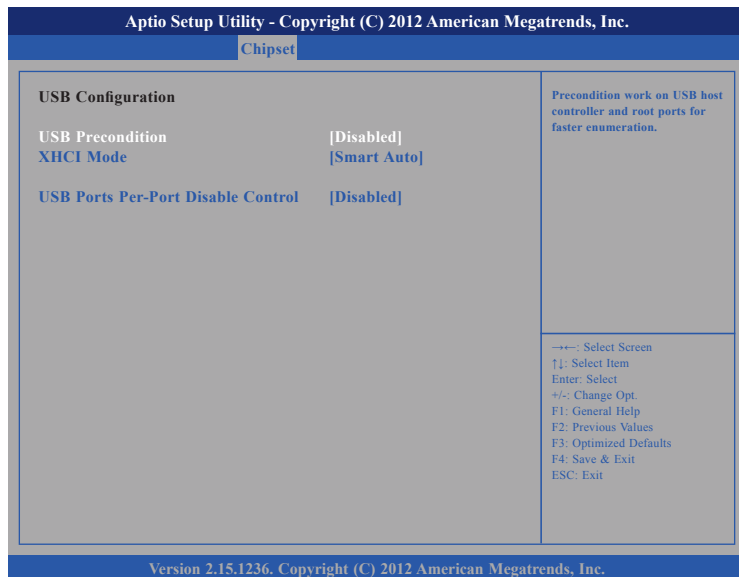 Aptio Setup Utility - Copyright (C) 2012 American Megatrends, Inc.
Chipset
USB Configuration
USB Precondition [Disabled]
XHCI Mode [Smart Auto]
USB Ports Per-Port Disable Control [Disabled]
Precondition work on USB host
controller and root ports for
faster enumeration.
→←: Select Screen
↑↓: Select Item
Enter: Select
+/-: Change Opt.
F1: General Help
F2: Previous Values
F3: Optimized Defaults
F4: Save & Exit
ESC: Exit
Version 2.15.1236. Copyright (C) 2012 American Megatrends, Inc.